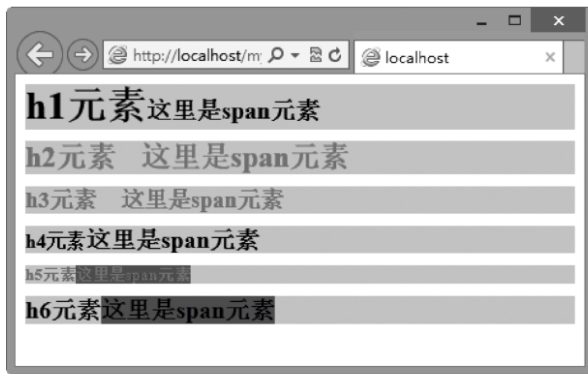 http://localhost/m
localhost
h1元素这里是span元素
h2元素 这里是span元素
h3元素 这里是span元素
h4元素这里是span元素
h5元素这里是span元素
h6元素这里是span元素